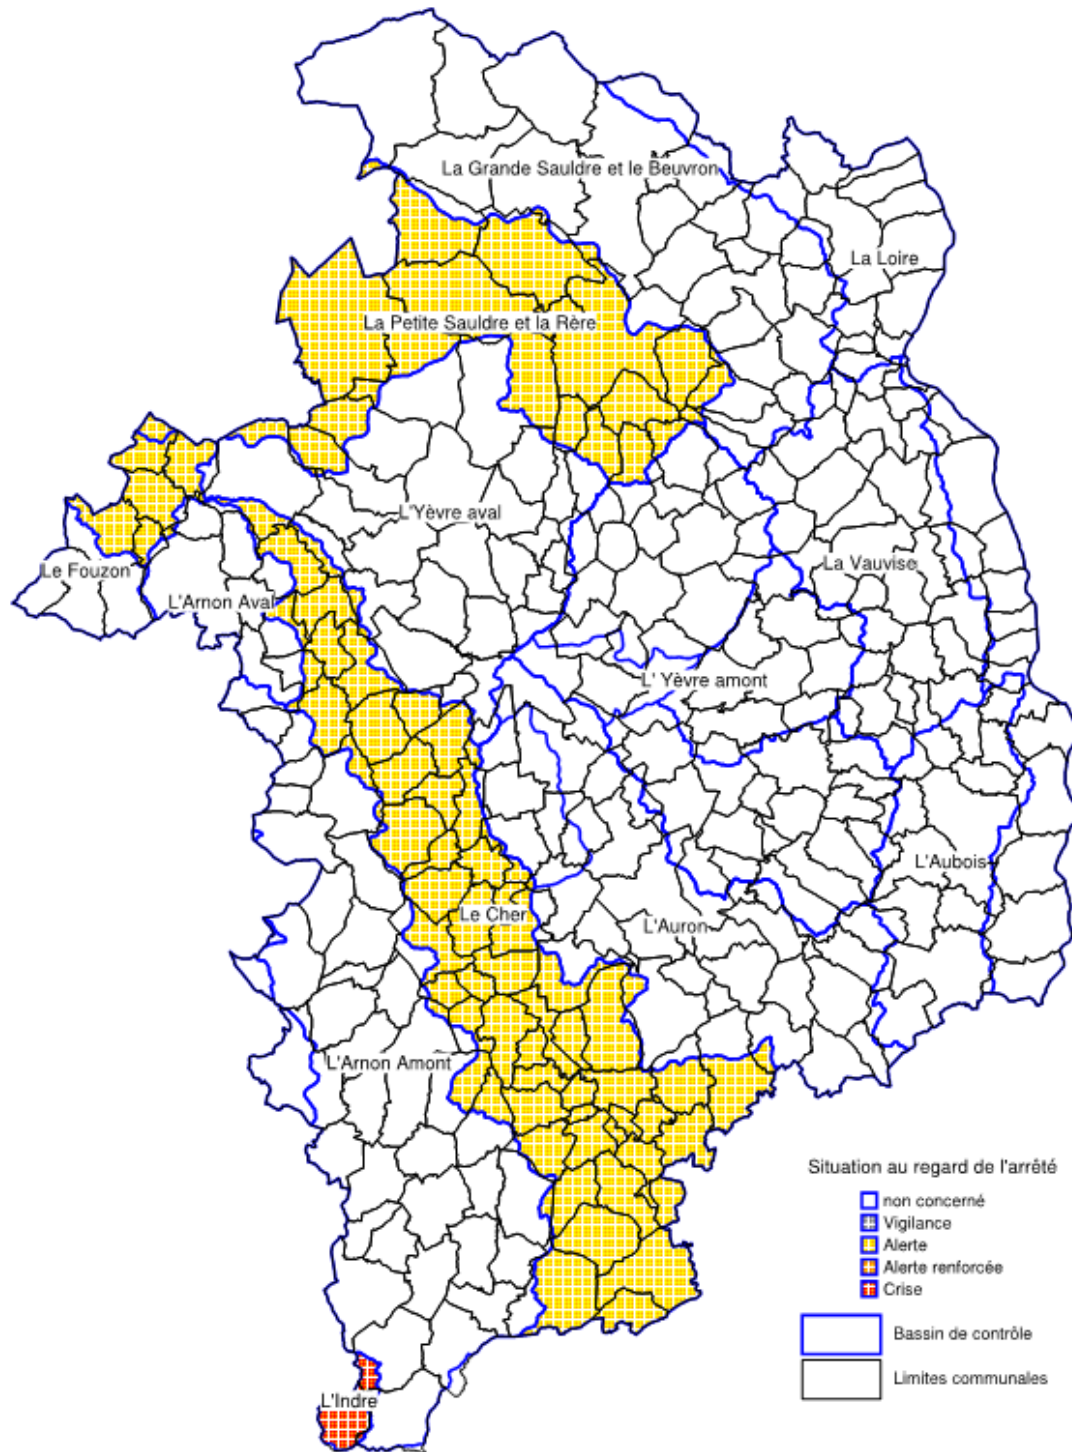 La Grande Sauldre et le Beuvron
La Loire
La Petite Sauldre et la Rère
L'Yèvre aval
La Vauvise
Le Fouzon
L'Arnon Aval
L' Yèvre amont
L'Aubois
Le Cher
L'Auron
L'Arnon Amont
Situation au regard de l'arrêté
non concerné
Vigilance
Alerte
Alerte renforcée
Crise
Bassin de contrôle
Limites communales
L'Indre